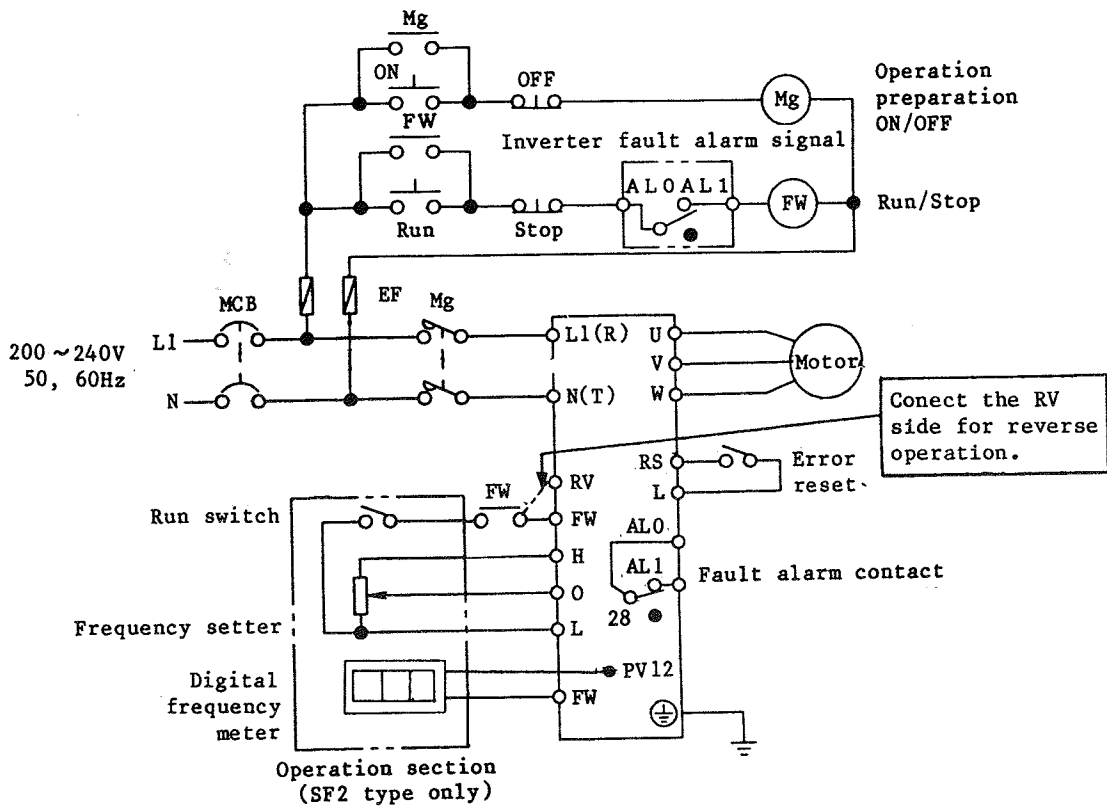 Mg
ON
OFF
Mg
Operation
preparation
ON/OFF
FW
Inverter fault alarm signal
AL0 AL1
FW
Run/Stop
Run
Stop
EF
MCB
Mg
200 ~ 240V
50, 60Hz
L1
N
L1(R)
N(T)
U
V
W
Motor
Conect the RV
side for reverse
operation.
RS
L
Error
reset
RV
FW
FW
Run switch
H
O
L
AL0
AL1
28
Fault alarm contact
Frequency setter
PV12
FW
Digital
frequency
meter
Operation section
(SF2 type only)